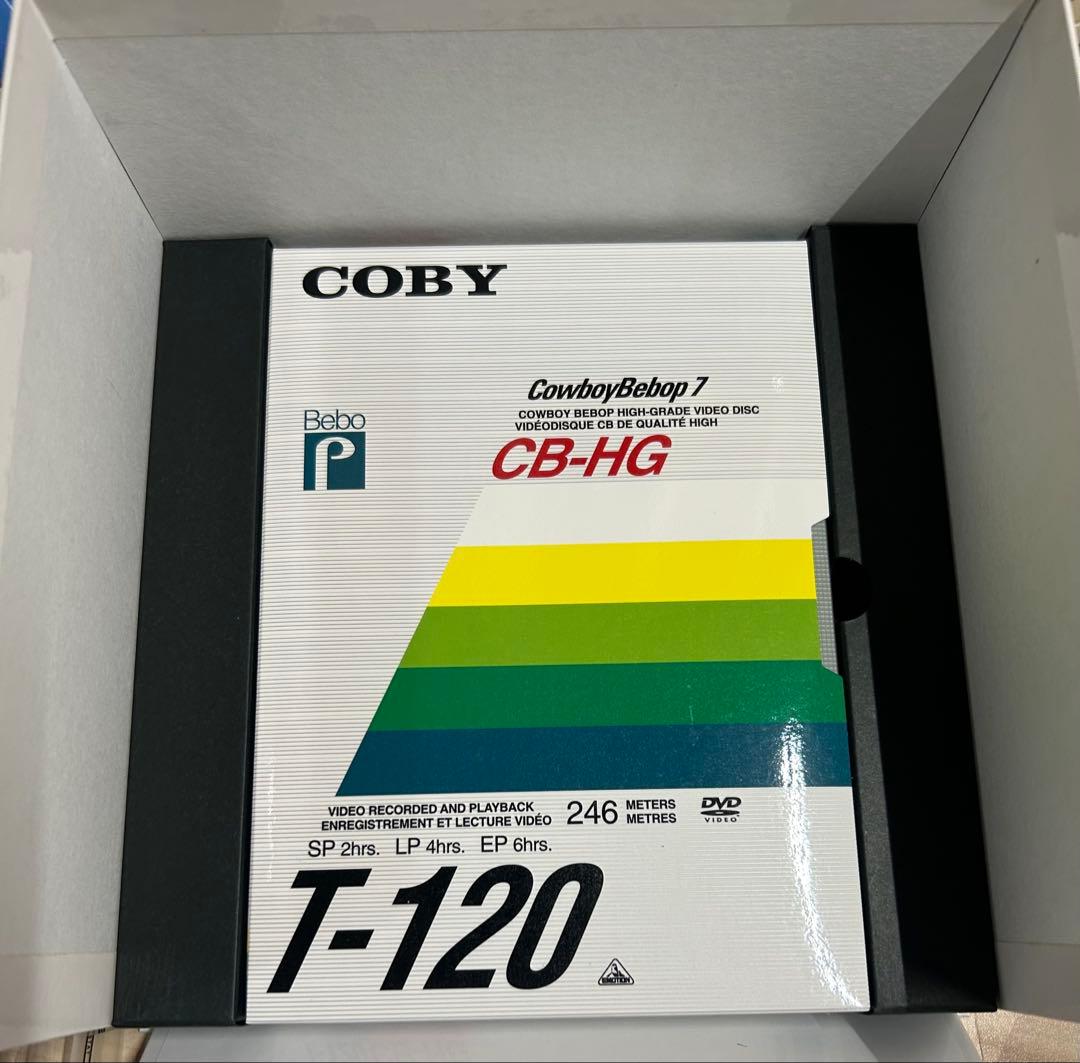 COBY
CowboyBebop 7
COWBOY BEBOP HIGH-GRADE VIDEO DISC
VIDÉODISQUE CB DE QUALITÉ HIGH
CB-HG
Bebo
P
VIDEO RECORDED AND PLAYBACK
ENREGISTREMENT ET LECTURE VIDÉO
246 METERS
METRES
DVD
VIDEO
SP 2hrs. LP 4hrs. EP 6hrs.
T-120
EMOTION